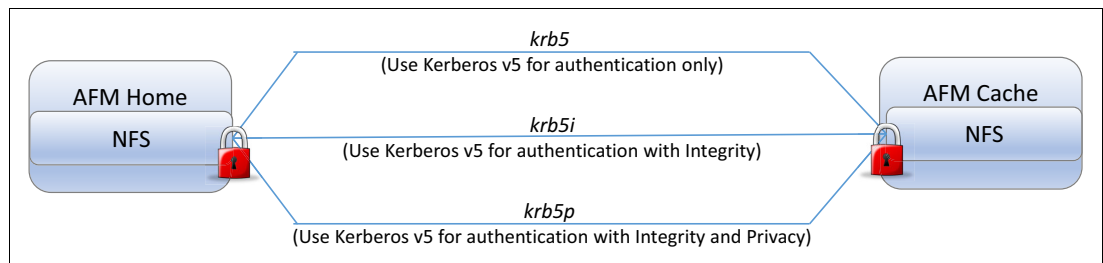 krb5
(Use Kerberos v5 for authentication only)
AFM Home
NFS
AFM Cache
NFS
krb5i
(Use Kerberos v5 for authentication with Integrity)
krb5p
(Use Kerberos v5 for authentication with Integrity and Privacy)